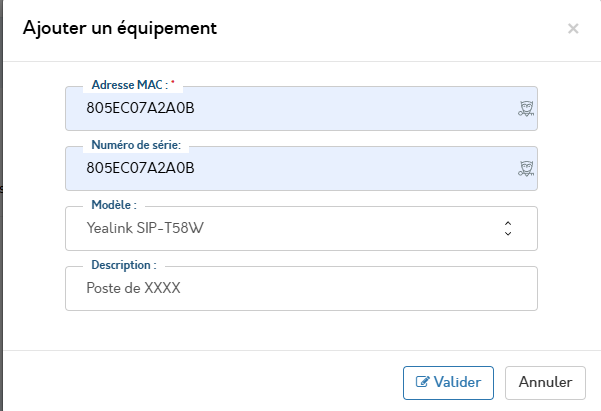 Ajouter un équipement
×
Adresse MAC : *
805EC07A2A0B
Numéro de série:
805EC07A2A0B
Modèle :
Yealink SIP-T58W
Description :
Poste de XXXX
Valider
Annuler